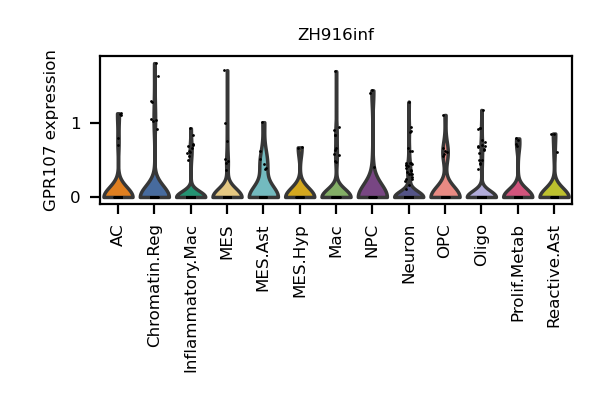 ZH916inf
GPR107 expression
1
0
AC
Chromatin.Reg
Inflammatory.Mac
MES
MES.Ast
MES.Hyp
Mac
NPC
Neuron
OPC
Oligo
Prolif.Metab
Reactive.Ast